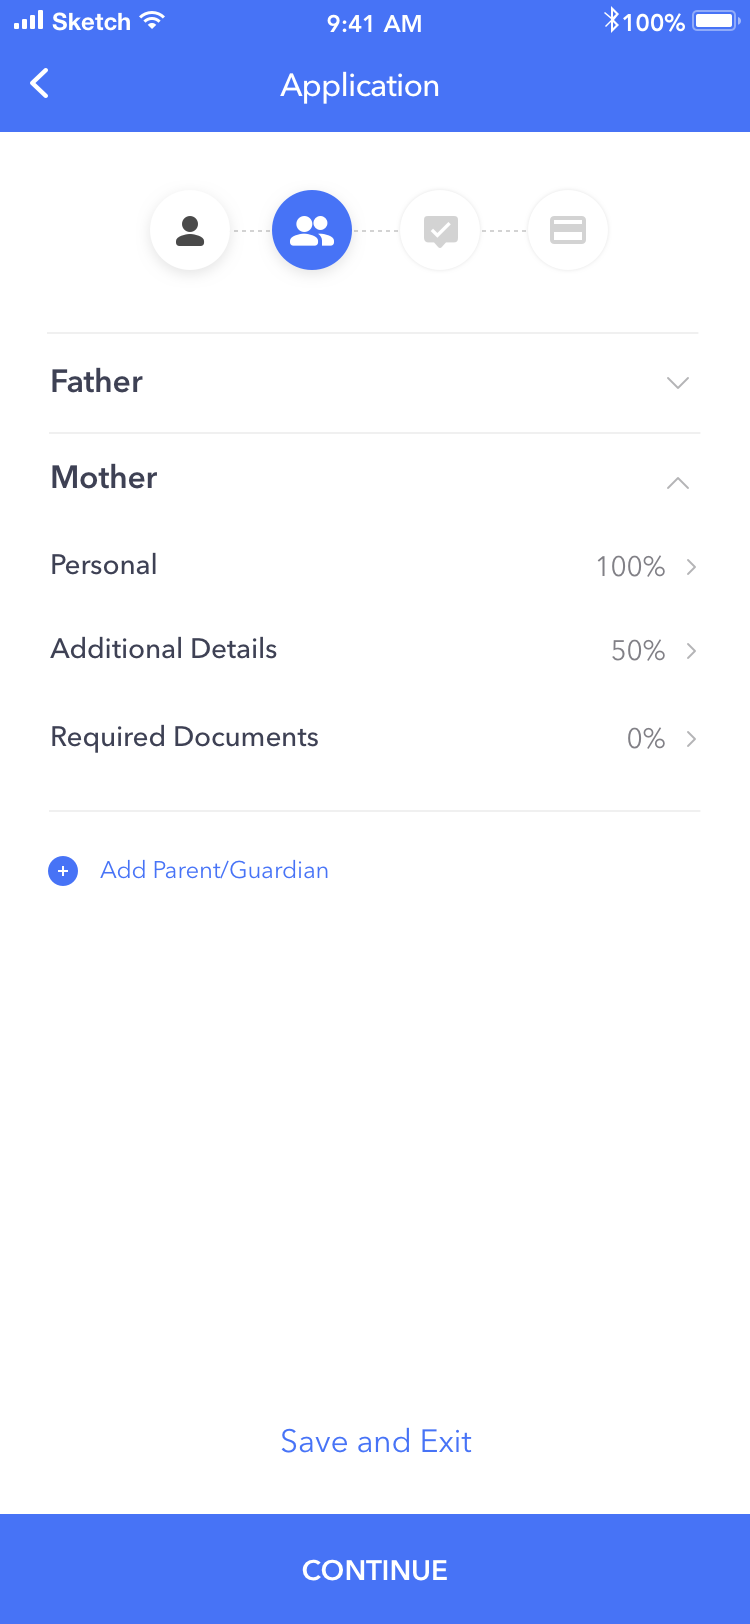 Sketch 9:41 AM 100%
Application
Father
Mother
Personal 100%
Additional Details 50%
Required Documents 0%
Add Parent/Guardian
Save and Exit
CONTINUE